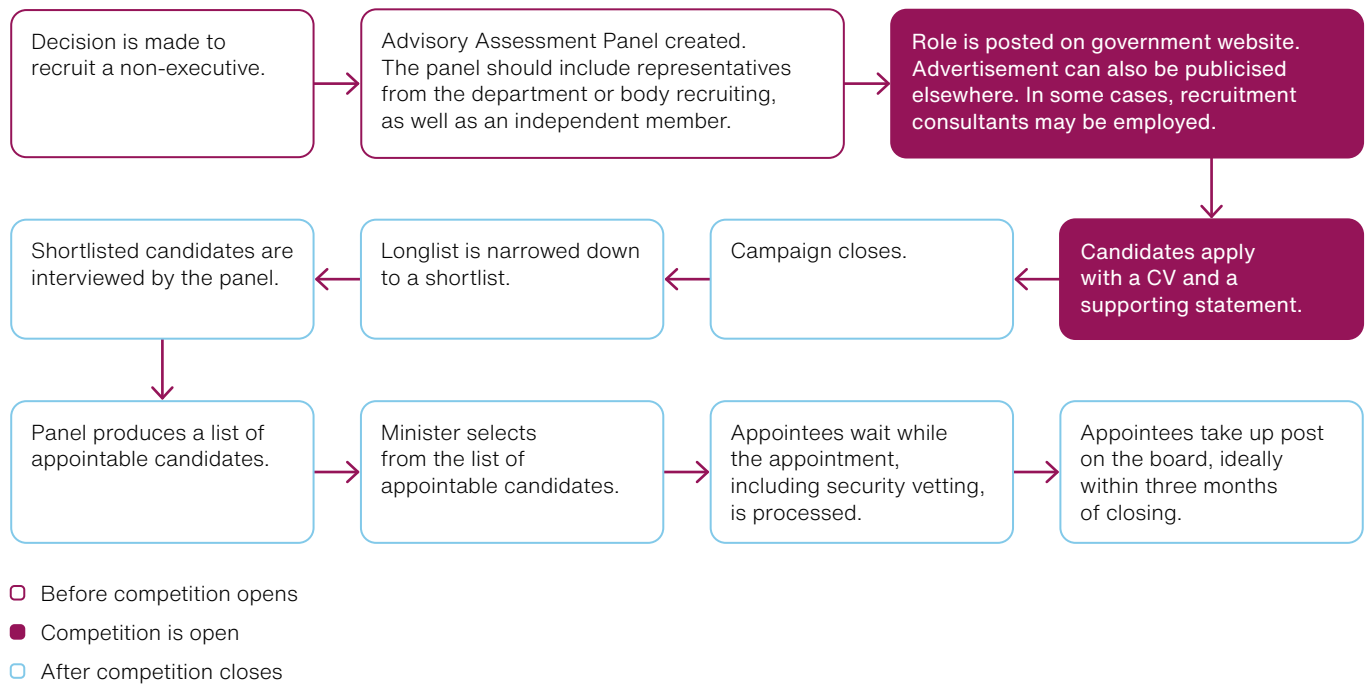 Decision is made to
recruit a non-executive.
Advisory Assessment Panel created.
The panel should include representatives
from the department or body recruiting,
as well as an independent member.
Role is posted on government website.
Advertisement can also be publicised
elsewhere. In some cases, recruitment
consultants may be employed.
Candidates apply
with a CV and a
supporting statement.
Campaign closes.
Longlist is narrowed down
to a shortlist.
Shortlisted candidates are
interviewed by the panel.
Panel produces a list of
appointable candidates.
Minister selects
from the list of
appointable candidates.
Appointees wait while
the appointment,
including security vetting,
is processed.
Appointees take up post
on the board, ideally
within three months
of closing.
Before competition opens
Competition is open
After competition closes